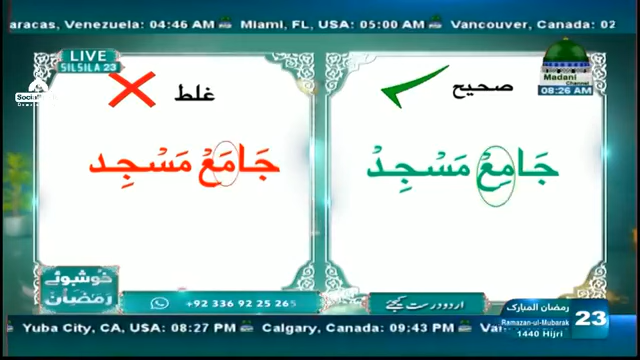 aracas, Venezuela: 04:46 AM Miami, FL, USA: 05:00 AM Vancouver, Canada: 02
LIVE
SILSILA 23
Madani
Channel
08:26 AM
صحیح
غلط
جَامِعْ مَسْجِدْ
جَامَعْ مَسْجِد
خوشبوئے
رمضان
+92 336 92 25 265
اردو درست کیجئے
رمضان المبارک
Ramazan-ul-Mubarak
1440 Hijri
23
Yuba City, CA, USA: 08:27 PM Calgary, Canada: 09:43 PM Van